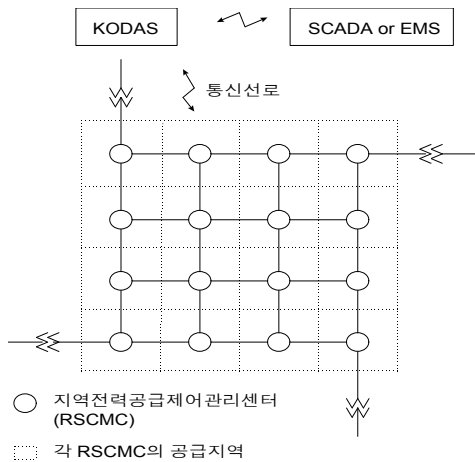 KODAS
SCADA or EMS
통신선로
지역전력공급제어관리센터
(RSCMC)
각 RSCMC의 공급지역